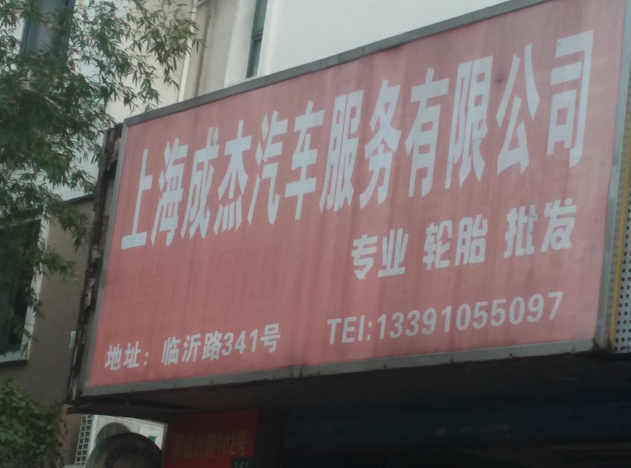 上海成杰汽车服务有限公司
专业 轮胎 批发
地址：临沂路341号 TEl:13391055097